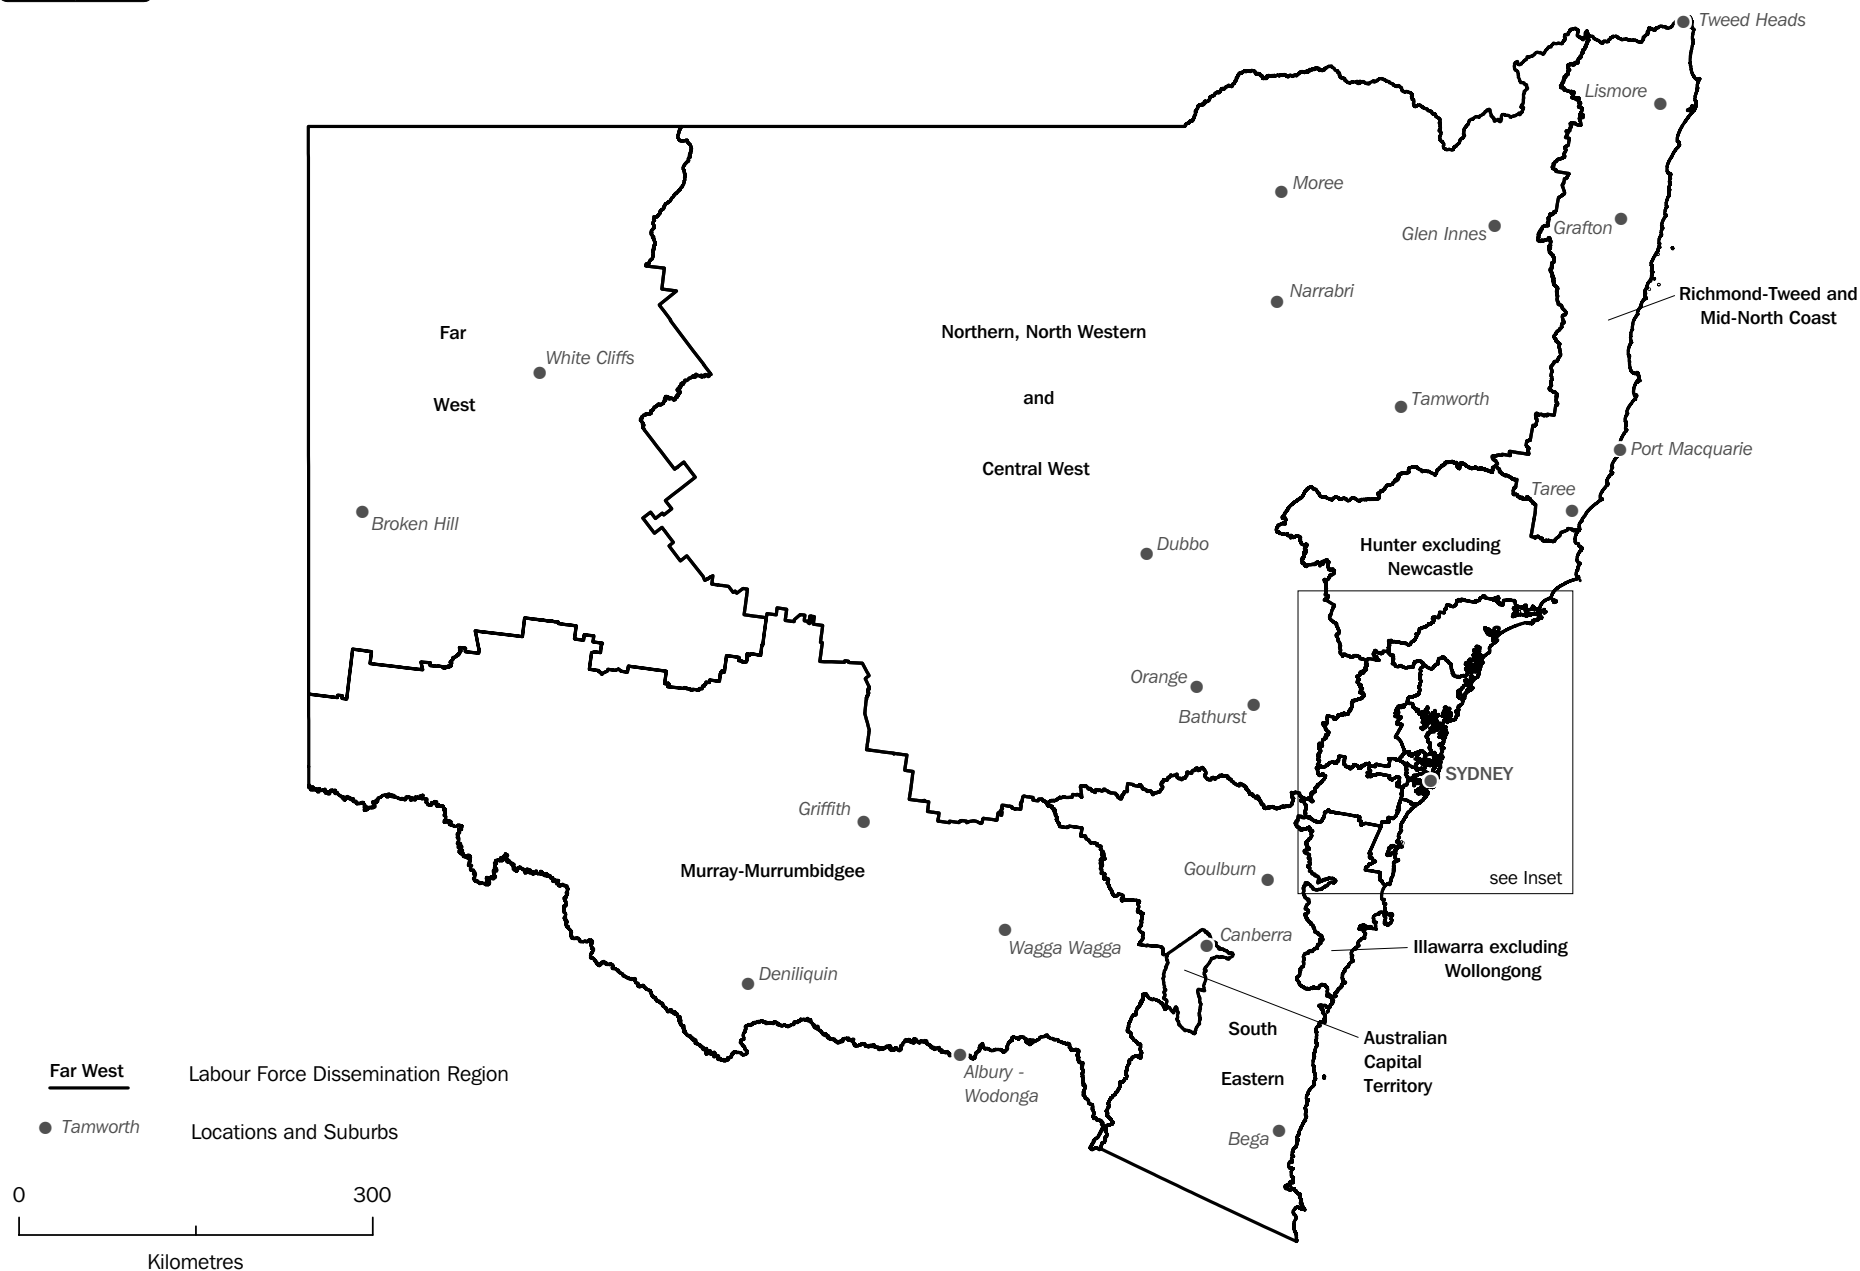 Tweed Heads
Lismore
Moree
Glen Innes
Grafton
Narrabri
Richmond-Tweed and
Mid-North Coast
Far
West
White Cliffs
Northern, North Western
and
Central West
Tamworth
Port Macquarie
Taree
Broken Hill
Dubbo
Hunter excluding
Newcastle
Orange
Bathurst
SYDNEY
Griffith
Murray-Murrumbidgee
Goulburn
see Inset
Wagga Wagga
Canberra
Illawarra excluding
Wollongong
Deniliquin
South
Eastern
Australian
Capital
Territory
Albury -
Wodonga
Bega
Far West
Labour Force Dissemination Region
Tamworth
Locations and Suburbs
0
300
Kilometres